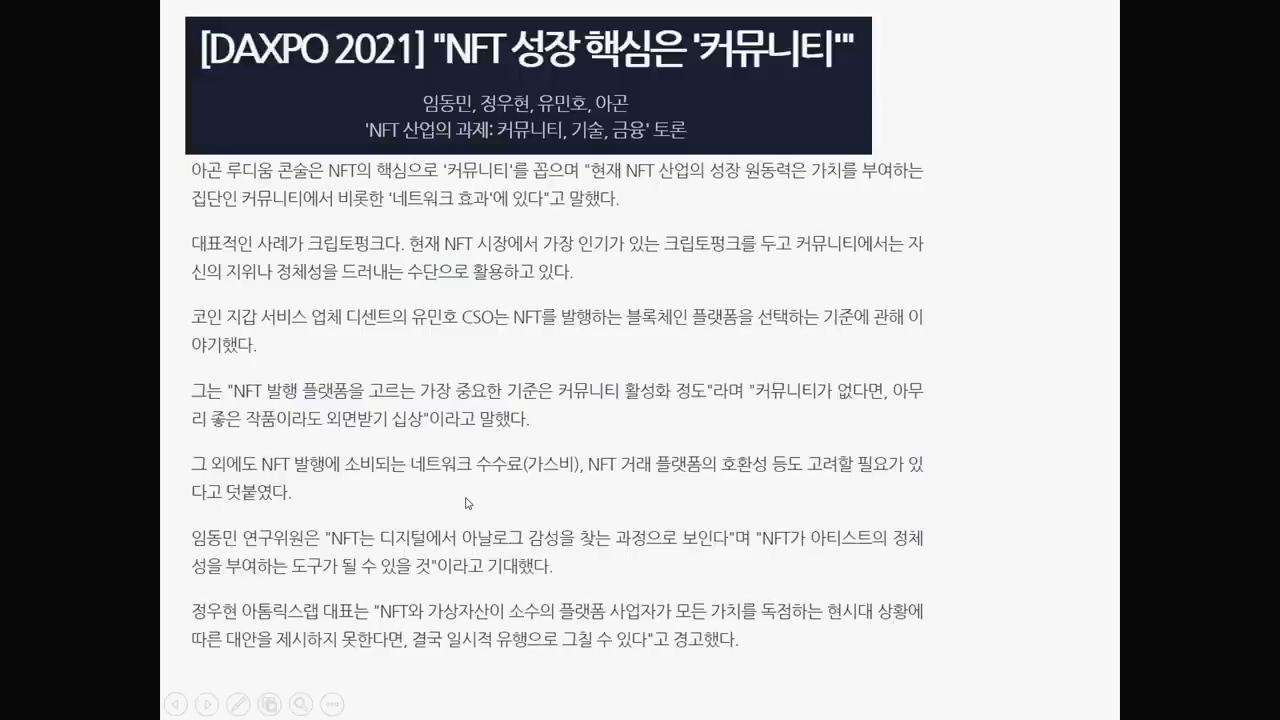 [DAXPO 2021] "NFT 성장 핵심은 '커뮤니티'"
임동민, 정우현, 유민호, 아곤
'NFT 산업의 과제: 커뮤니티, 기술, 금융' 토론
아곤 루디움 콘술은 NFT의 핵심으로 '커뮤니티'를 꼽으며 "현재 NFT 산업의 성장 원동력은 가치를 부여하는
집단인 커뮤니티에서 비롯한 '네트워크 효과'에 있다"고 말했다.
대표적인 사례가 크립토펑크다. 현재 NFT 시장에서 가장 인기가 있는 크립토펑크를 두고 커뮤니티에서는 자
신의 지위나 정체성을 드러내는 수단으로 활용하고 있다.
코인 지갑 서비스 업체 디센트의 유민호 CSO는 NFT를 발행하는 블록체인 플랫폼을 선택하는 기준에 관해 이
야기했다.
그는 "NFT 발행 플랫폼을 고르는 가장 중요한 기준은 커뮤니티 활성화 정도"라며 "커뮤니티가 없다면, 아무
리 좋은 작품이라도 외면받기 십상"이라고 말했다.
그 외에도 NFT 발행에 소비되는 네트워크 수수료(가스비), NFT 거래 플랫폼의 호환성 등도 고려할 필요가 있
다고 덧붙였다.
임동민 연구위원은 "NFT는 디지털에서 아날로그 감성을 찾는 과정으로 보인다"며 "NFT가 아티스트의 정체
성을 부여하는 도구가 될 수 있을 것"이라고 기대했다.
정우현 아톰릭스랩 대표는 "NFT와 가상자산이 소수의 플랫폼 사업자가 모든 가치를 독점하는 현시대 상황에
따른 대안을 제시하지 못한다면, 결국 일시적 유행으로 그칠 수 있다"고 경고했다.